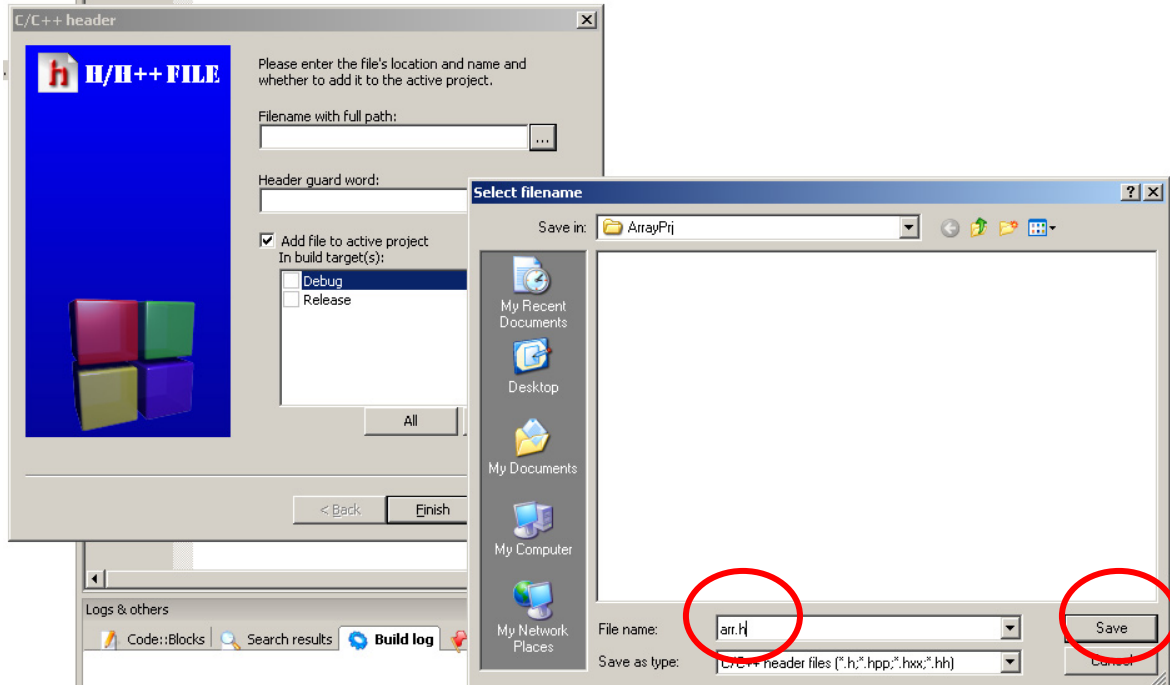 C/C++ header
H/H++ FILE
Please enter the file's location and name and
whether to add it to the active project.
Filename with full path:
...
Header guard word:
Add file to active project
In build target(s):
Debug
Release
All
< Back
Finish
Select filename
Save in:
ArrayPrj
My Recent
Documents
Desktop
My Documents
My Computer
My Network
Places
File name:
arr.h
Save
Save as type:
C/C++ header files (*.h;*.hpp;*.hxx;*.hh)
Cancel
Logs & others
Code::Blocks
Search results
Build log